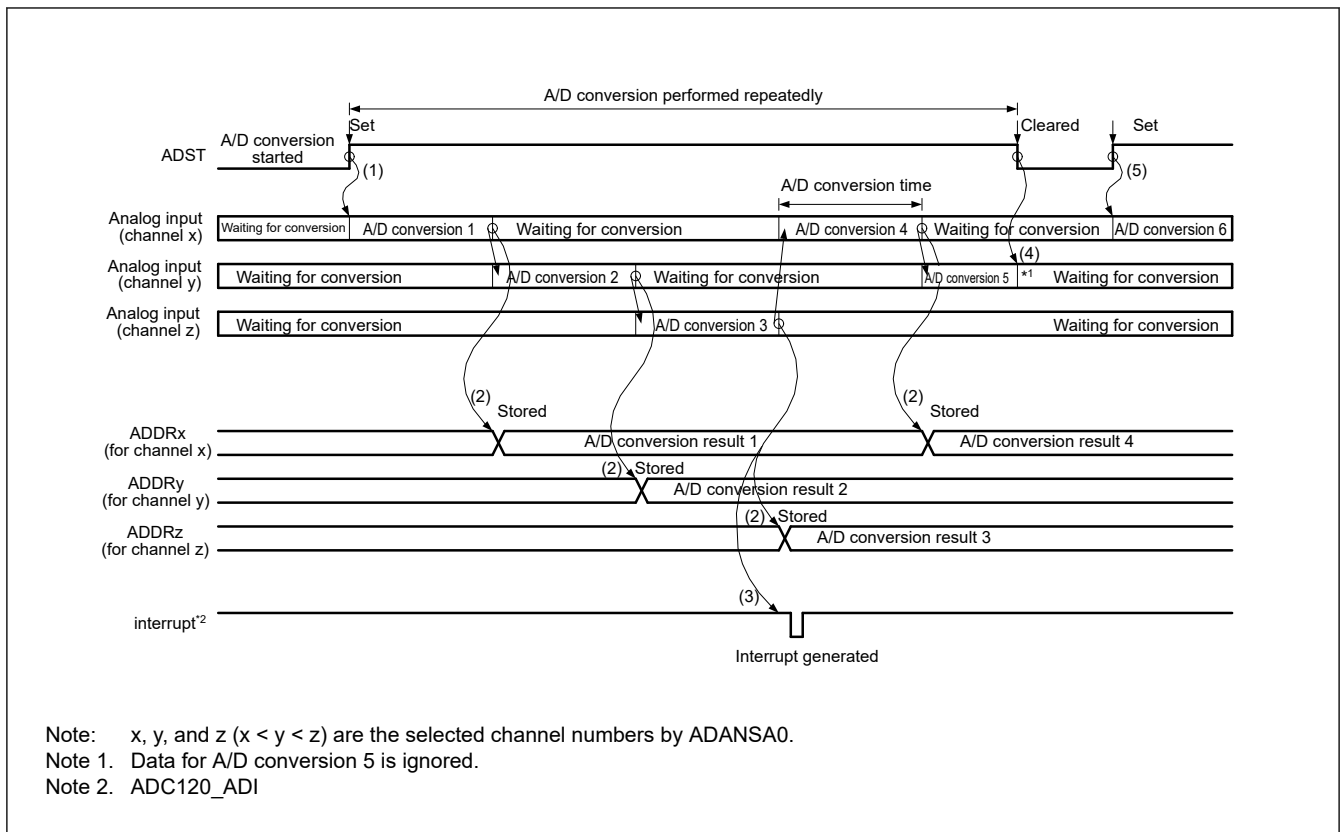 A/D conversion performed repeatedly
Set
Cleared
Set
ADST
A/D conversion
started
(1)
(5)
A/D conversion time
Analog input
(channel x)
Waiting for conversion
A/D conversion 1
Waiting for conversion
A/D conversion 4
Waiting for conversion
A/D conversion 6
(4)
Analog input
(channel y)
Waiting for conversion
A/D conversion 2
Waiting for conversion
A/D conversion 5
*1
Waiting for conversion
Analog input
(channel z)
Waiting for conversion
A/D conversion 3
Waiting for conversion
(2)
Stored
(2)
Stored
ADDRx
(for channel x)
A/D conversion result 1
A/D conversion result 4
(2)
Stored
ADDRy
(for channel y)
A/D conversion result 2
(2)
Stored
ADDRz
(for channel z)
A/D conversion result 3
(3)
interrupt*2
Interrupt generated
Note: x, y, and z (x < y < z) are the selected channel numbers by ADANSA0.
Note 1. Data for A/D conversion 5 is ignored.
Note 2. ADC120_ADI